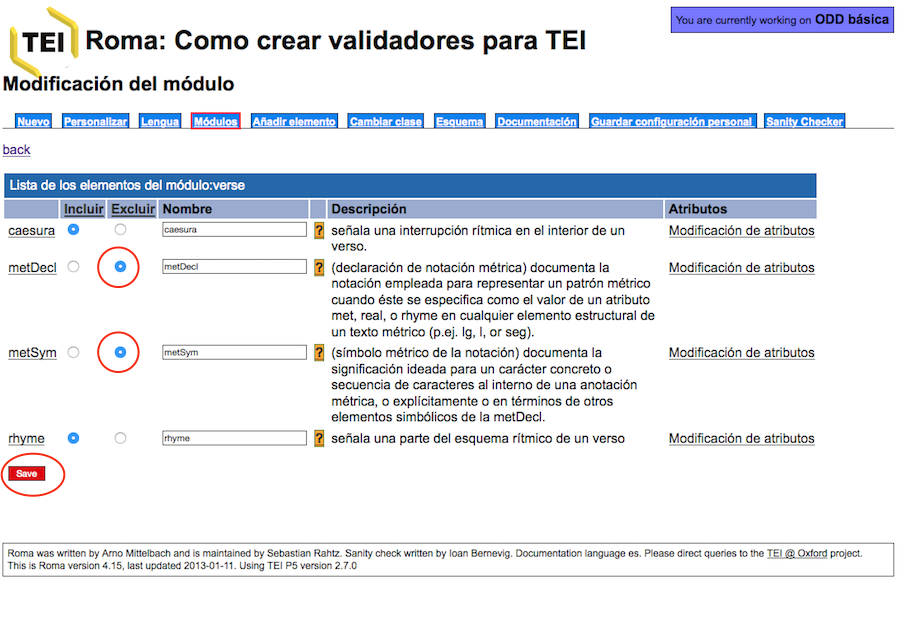 You are currently working on ODD básica
TEI Roma: Como crear validadores para TEI
Modificación del módulo
Nuevo Personalizar Lengua Módulos Añadir elemento Cambiar clase Esquema Documentación Guardar configuración personal Sanity Checker
back
Lista de los elementos del módulo:verse
Incluir Excluir Nombre Descripción Atributos
caesura caesura ? señala una interrupción rítmica en el interior de un Modificación de atributos
verso.
metDecl metDecl ? (declaración de notación métrica) documenta la Modificación de atributos
notación empleada para representar un patrón métrico
cuando éste se especifica como el valor de un atributo
met, real, o rhyme en cualquier elemento estructural de
un texto métrico (p.ej. lg, l, or seg).
metSym metSym ? (símbolo métrico de la notación) documenta la Modificación de atributos
significación ideada para un carácter concreto o
secuencia de caracteres al interno de una anotación
métrica, o explícitamente o en términos de otros
elementos simbólicos de la metDecl.
rhyme rhyme ? señala una parte del esquema rítmico de un verso Modificación de atributos
Save
Roma was written by Arno Mittelbach and is maintained by Sebastian Rahtz. Sanity check written by Ioan Bernevig. Documentation language es. Please direct queries to the TEI @ Oxford project.
This is Roma version 4.15, last updated 2013-01-11. Using TEI P5 version 2.7.0